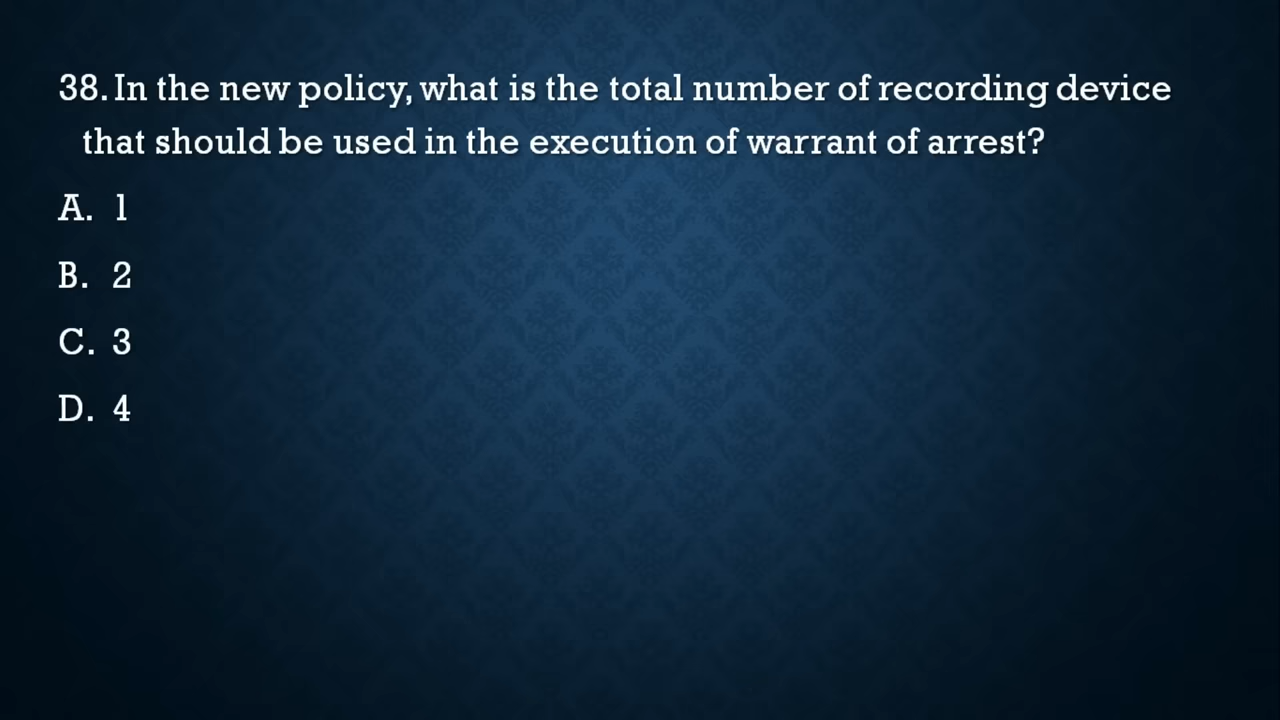 38. In the new policy, what is the total number of recording device
that should be used in the execution of warrant of arrest?
A. 1
B. 2
C. 3
D. 4